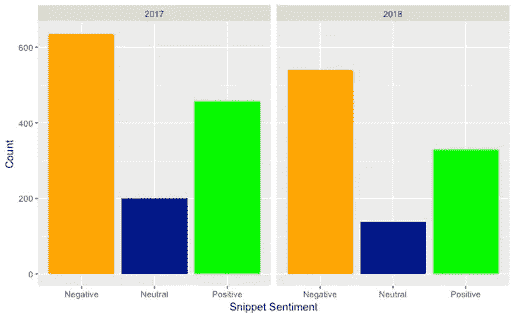 2017 2018
Count
600
400
200
0
Negative Neutral Positive Negative Neutral Positive
Snippet Sentiment